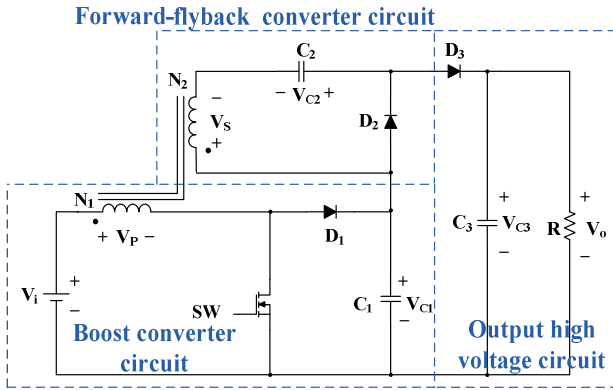 Forward-flyback converter circuit
C2
D3
N2
− VC2 +
−
VS
+
D2
N1
+ VP −
D1
C3
+
VC3
−
R
+
Vo
−
Vi
+
−
SW
C1
+
VC1
−
Boost converter
circuit
Output high
voltage circuit